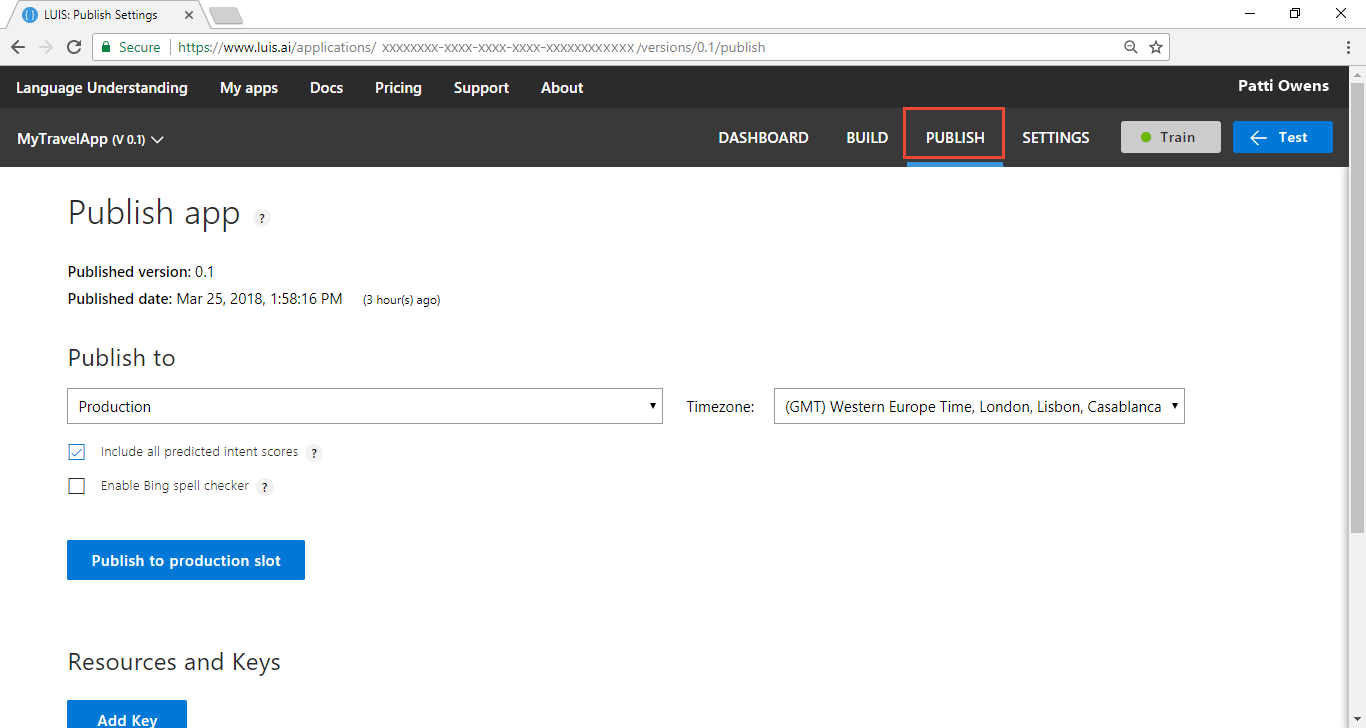 LUIS: Publish Settings
Secure https://www.luis.ai/applications/ xxxxxxxx-xxxx-xxxx-xxxx-xxxxxxxxxxxx/versions/0.1/publish
Language Understanding My apps Docs Pricing Support About Patti Owens
MyTravelApp (V 0.1) DASHBOARD BUILD PUBLISH SETTINGS Train Test
Publish app ?
Published version: 0.1
Published date: Mar 25, 2018, 1:58:16 PM (3 hour(s) ago)
Publish to
Production Timezone: (GMT) Western Europe Time, London, Lisbon, Casablanca
Include all predicted intent scores ?
Enable Bing spell checker ?
Publish to production slot
Resources and Keys
Add Key